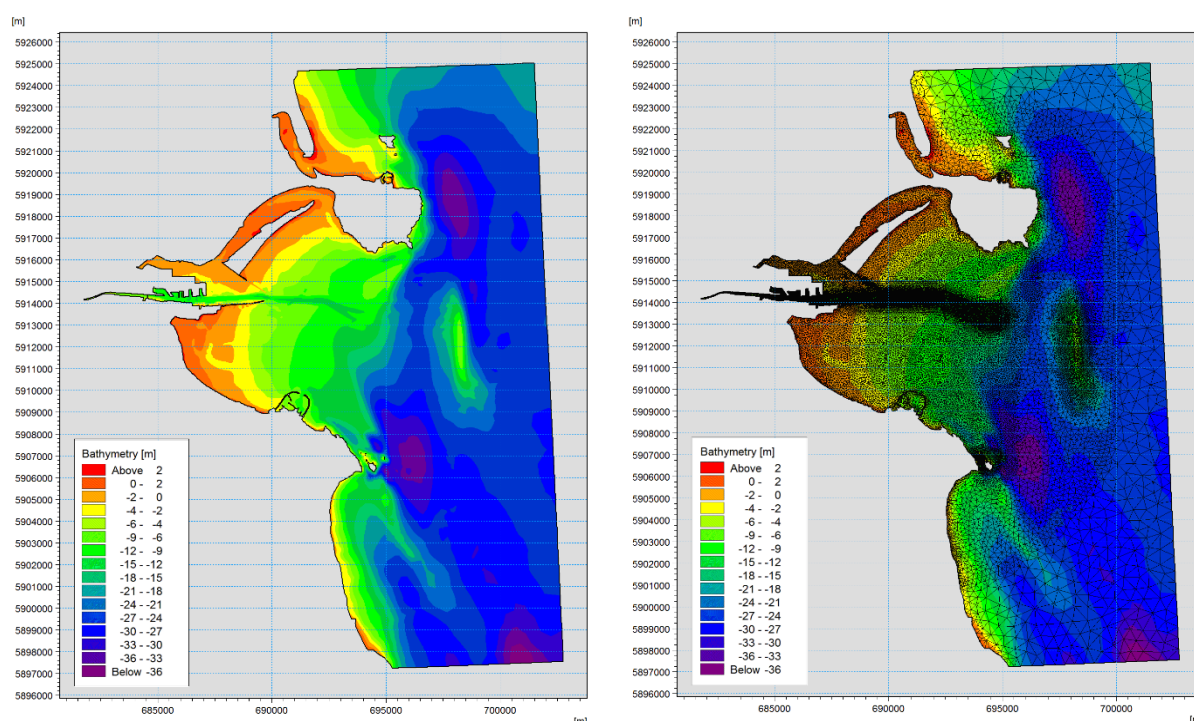 [m]
5926000
5925000
5924000
5923000
5922000
5921000
5920000
5919000
5918000
5917000
5916000
5915000
5914000
5913000
5912000
5911000
5910000
5909000
5908000
5907000
5906000
5905000
5904000
5903000
5902000
5901000
5900000
5899000
5898000
5897000
5896000
Bathymetry [m]
Above 2
0 - 2
-2 - 0
-4 - -2
-6 - -4
-9 - -6
-12 - -9
-15 - -12
-18 - -15
-21 - -18
-24 - -21
-27 - -24
-30 - -27
-33 - -30
-36 - -33
Below -36
685000 690000 695000 700000
[m]
[m]
5926000
5925000
5924000
5923000
5922000
5921000
5920000
5919000
5918000
5917000
5916000
5915000
5914000
5913000
5912000
5911000
5910000
5909000
5908000
5907000
5906000
5905000
5904000
5903000
5902000
5901000
5900000
5899000
5898000
5897000
5896000
Bathymetry [m]
Above 2
0 - 2
-2 - 0
-4 - -2
-6 - -4
-9 - -6
-12 - -9
-15 - -12
-18 - -15
-21 - -18
-24 - -21
-27 - -24
-30 - -27
-33 - -30
-36 - -33
Below -36
685000 690000 695000 700000
[m]